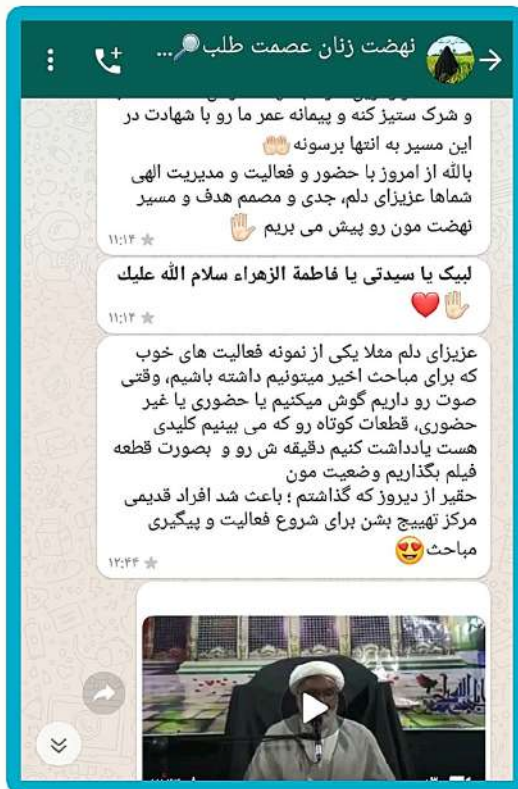 نهضت زنان عصمت طلب🔎...
و شرک ستیز کنه و پیمانه عمر ما رو با شهادت در
این مسیر به انتها برسونه🤲🏻
بالله از امروز با حضور و فعالیت و مدیریت الهی
شماها عزیزای دلم، جدی و مصمم هدف و مسیر
نهضت مون رو پیش می بریم ✋🏻
۱۱:۱۴
لبیک یا سیدتی یا فاطمة الزهراء سلام الله علیك
✋🏻❤️
۱۱:۱۴
عزیزای دلم مثلا یکی از نمونه فعالیت های خوب
که برای مباحث اخیر میتونیم داشته باشیم، وقتی
صوت رو داریم گوش میکنیم یا حضوری یا غیر
حضوری، قطعات کوتاه رو که می بینیم کلیدی
هست یادداشت کنیم دقیقه ش رو و بصورت قطعه
فیلم بگذاریم وضعیت مون
حقیر از دیروز که گذاشتم ؛ باعث شد افراد قدیمی
مرکز تهییج بشن برای شروع فعالیت و پیگیری
مباحث😍
۱۲:۴۴